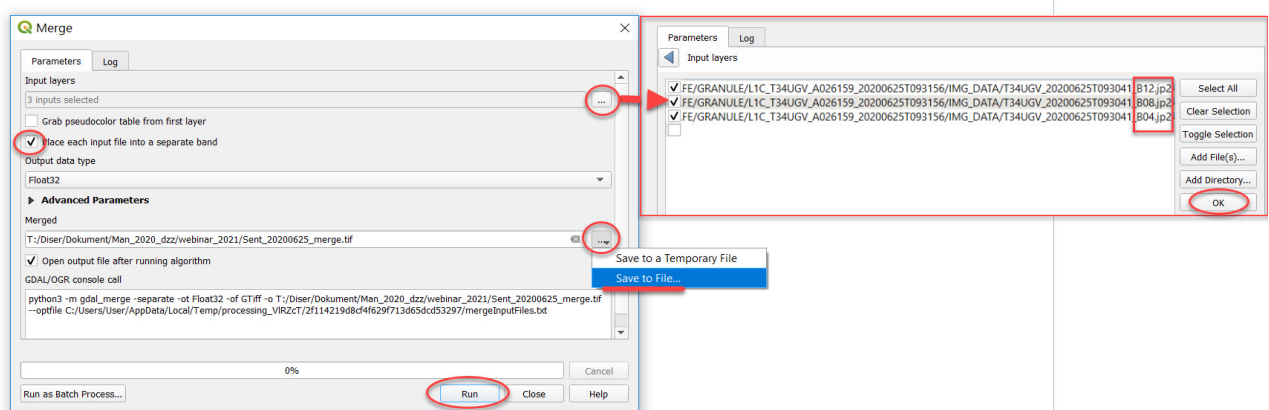 Merge
Parameters
Log
Input layers
3 inputs selected
...
Grab pseudocolor table from first layer
Place each input file into a separate band
Output data type
Float32
Advanced Parameters
Merged
T:/Diser/Dokument/Man_2020_dzz/webinar_2021/Sent_20200625_merge.tif
...
Save to a Temporary File
Save to File...
Open output file after running algorithm
GDAL/OGR console call
python3 -m gdal_merge -separate -ot Float32 -of GTiff -o T:/Diser/Dokument/Man_2020_dzz/webinar_2021/Sent_20200625_merge.tif
--optfile C:/Users/User/AppData/Local/Temp/processing_VlRZcT/2f114219d8cf4f629f713d65dcd53297/mergeInputFiles.txt
0%
Cancel
Run as Batch Process...
Run
Close
Help
Parameters
Log
Input layers
FE/GRANULE/L1C_T34UGV_A026159_20200625T093156/IMG_DATA/T34UGV_20200625T093041_B12.jp2
FE/GRANULE/L1C_T34UGV_A026159_20200625T093156/IMG_DATA/T34UGV_20200625T093041_B08.jp2
FE/GRANULE/L1C_T34UGV_A026159_20200625T093156/IMG_DATA/T34UGV_20200625T093041_B04.jp2
Select All
Clear Selection
Toggle Selection
Add File(s)...
Add Directory...
OK